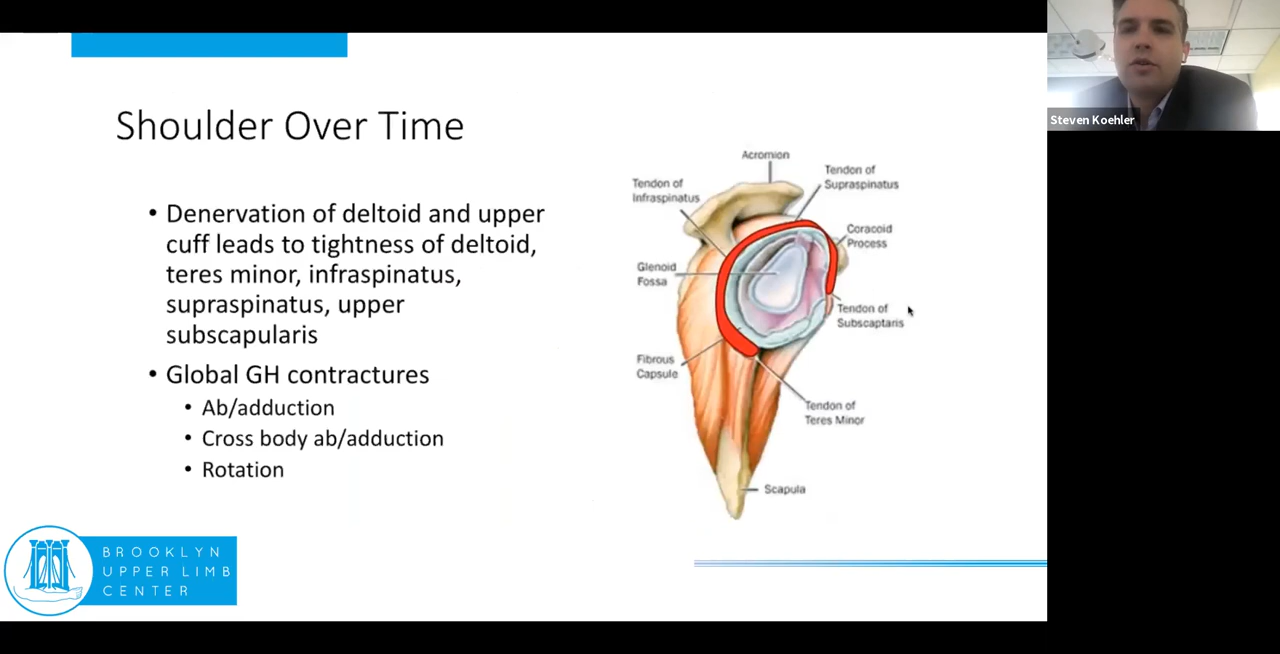 Steven Koehler
Shoulder Over Time
• Denervation of deltoid and upper
cuff leads to tightness of deltoid,
teres minor, infraspinatus,
supraspinatus, upper
subscapularis
• Global GH contractures
• Ab/adduction
• Cross body ab/adduction
• Rotation
Acromion
Tendon of
Supraspinatus
Tendon of
Infraspinatus
Coracoid
Process
Glenoid
Fossa
Tendon of
Subscaptaris
Fibrous
Capsule
Tendon of
Teres Minor
Scapula
BROOKLYN
UPPER LIMB
CENTER